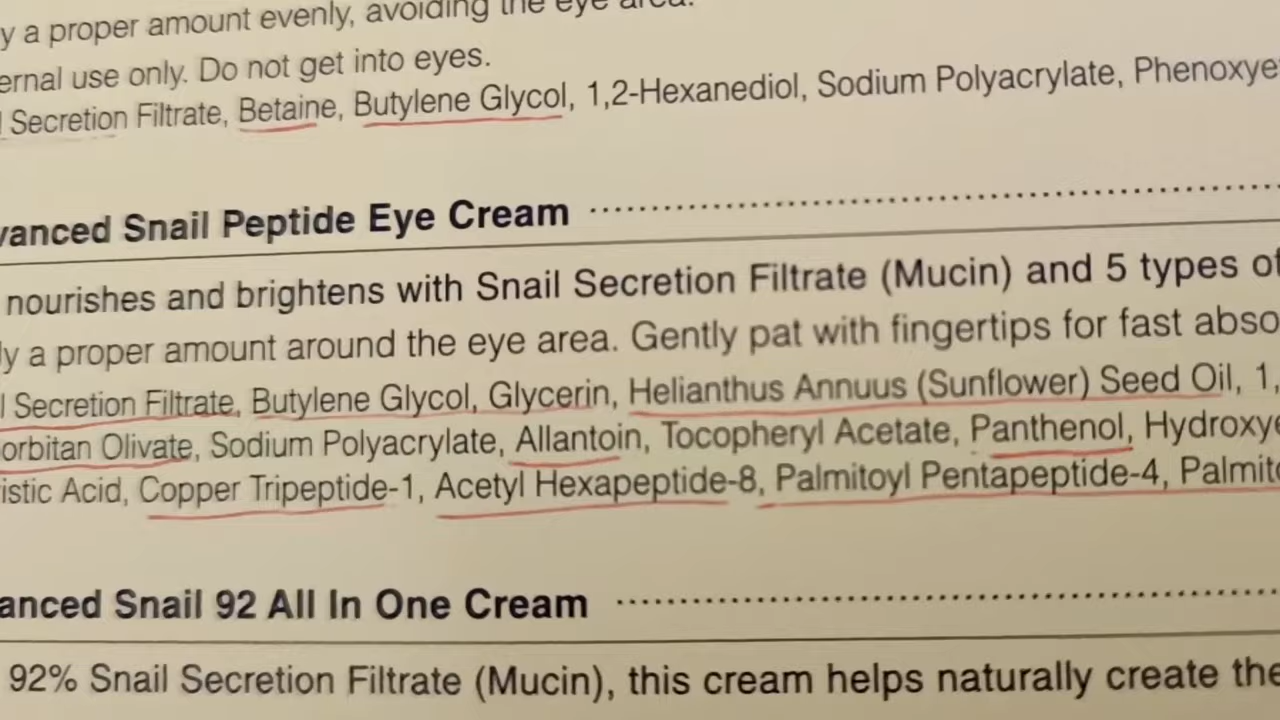 y a proper amount evenly, avoiding the eye area.
ernal use only. Do not get into eyes.
l Secretion Filtrate, Betaine, Butylene Glycol, 1,2-Hexanediol, Sodium Polyacrylate, Phenoxye
vanced Snail Peptide Eye Cream
nourishes and brightens with Snail Secretion Filtrate (Mucin) and 5 types of
ly a proper amount around the eye area. Gently pat with fingertips for fast abso
l Secretion Filtrate, Butylene Glycol, Glycerin, Helianthus Annuus (Sunflower) Seed Oil, 1,
orbitan Olivate, Sodium Polyacrylate, Allantoin, Tocopheryl Acetate, Panthenol, Hydroxye
istic Acid, Copper Tripeptide-1, Acetyl Hexapeptide-8, Palmitoyl Pentapeptide-4, Palmito
anced Snail 92 All In One Cream
92% Snail Secretion Filtrate (Mucin), this cream helps naturally create the